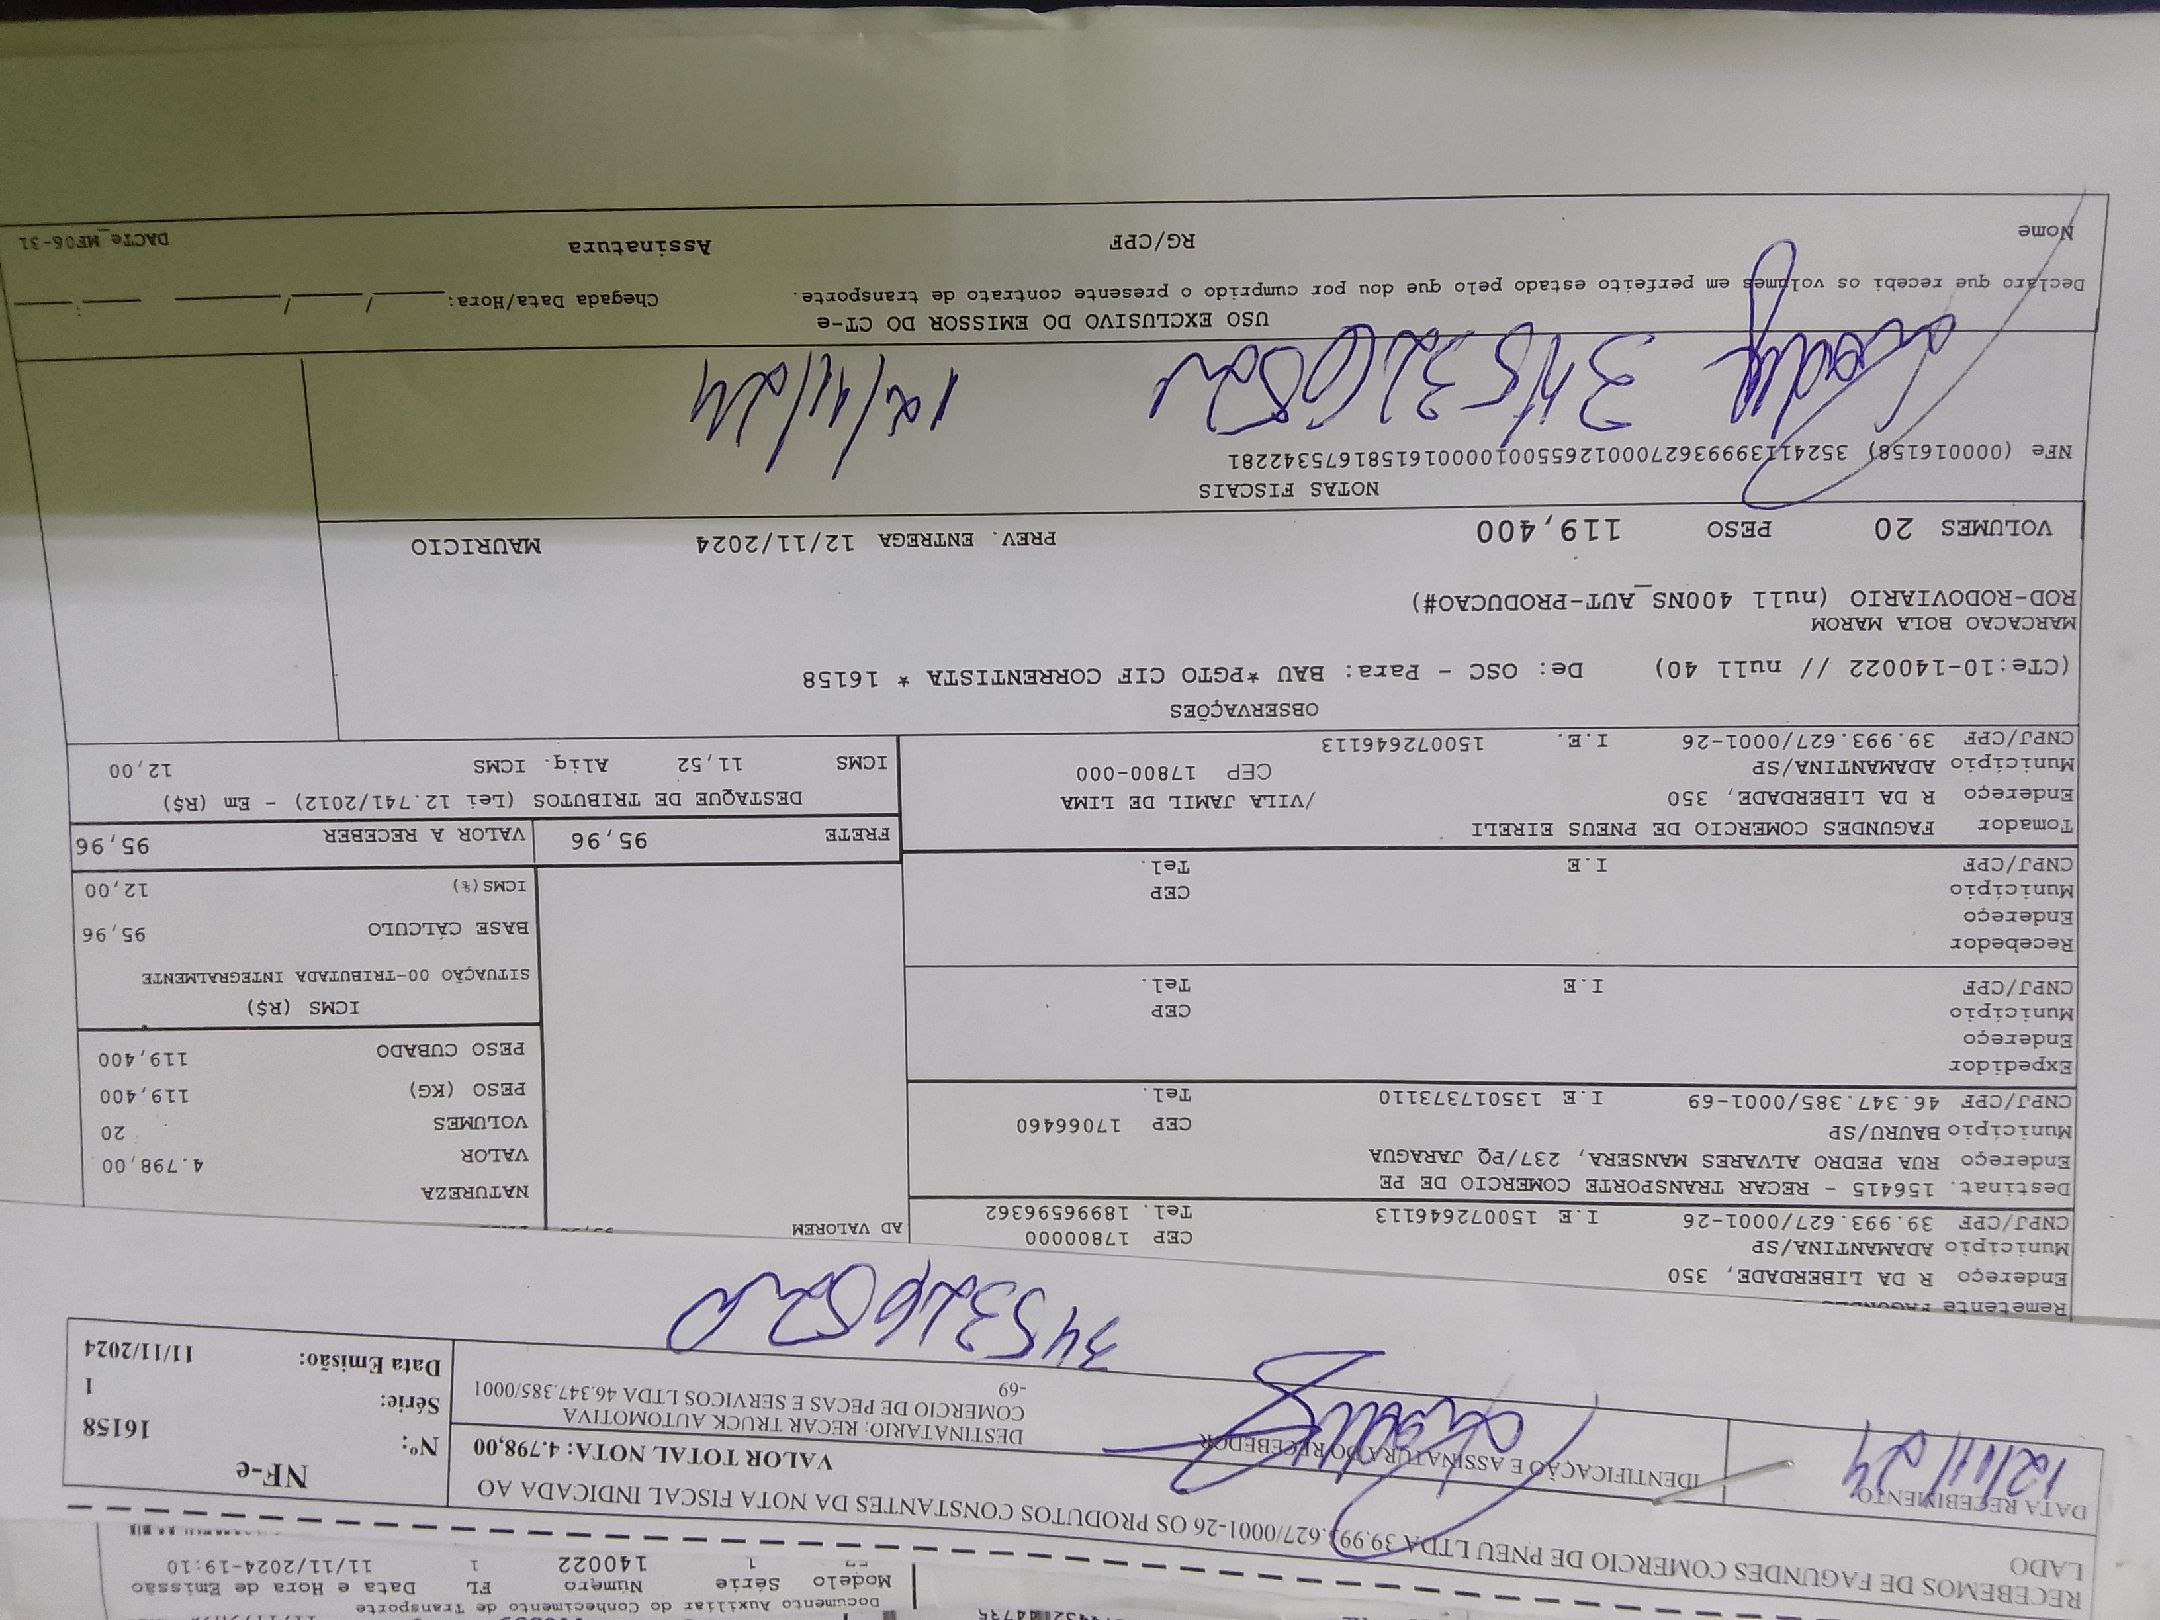 Documento Auxiliar do Conhecimento de Transporte
Modelo Série Número FL Data e Hora de Emissão
1 140022 1 11/11/2024-19:10
RECEBEMOS DE FAGUNDES COMERCIO DE PNEU LTDA 39.993.627/0001-26 OS PRODUTOS CONSTANTES DA NOTA FISCAL INDICADA AO
LADO
DATA RECEBIMENTO
12/11/24
IDENTIFICAÇÃO E ASSINATURA DO RECEBEDOR
VALOR TOTAL NOTA: 4.798,00
DESTINATARIO: RECAR TRUCK AUTOMOTIVA
COMERCIO DE PECAS E SERVICOS LTDA 46.347.385/0001
-69
NF-e
Nº: 16158
Série: 1
Data Emissão: 11/11/2024
Remetente
Endereço R DA LIBERDADE, 350
Município ADAMANTINA/SP CEP 17800000
CNPJ/CPF 39.993.627/0001-26 I.E 150072646113 Tel. 18996596362
Destinat. 156415 - RECAR TRANSPORTE COMERCIO DE PE
Endereço RUA PEDRO ALVARES MANSERA, 237/PQ JARAGUA
Município BAURU/SP CEP 17066460
CNPJ/CPF 46.347.385/0001-69 I.E 135017373110 Tel.
Expedidor
Endereço
Município CEP
CNPJ/CPF I.E Tel.
Recebedor
Endereço
Município CEP
CNPJ/CPF I.E Tel.
Tomador FAGUNDES COMERCIO DE PNEUS EIRELI
Endereço R DA LIBERDADE, 350 /VILA JAMIL DE LIMA
Município ADAMANTINA/SP CEP 17800-000
CNPJ/CPF 39.993.627/0001-26 I.E. 150072646113
AD VALOREM
NATUREZA
VALOR 4.798,00
VOLUMES 20
PESO (KG) 119,400
PESO CUBADO 119,400
ICMS (R$)
SITUAÇÃO 00-TRIBUTADA INTEGRALMENTE
BASE CÁLCULO 95,96
ICMS(%) 12,00
FRETE 95,96 VALOR A RECEBER 95,96
DESTAQUE DE TRIBUTOS (Lei 12.741/2012) - Em (R$)
ICMS 11,52 Aliq. ICMS 12,00
OBSERVAÇÕES
(CTe:10-140022 // null 40) De: OSC - Para: BAU *PGTO CIF CORRENTISTA * 16158
MARCACAO BOLA MAROM
ROD-RODOVIARIO (null 400NS_AUT-PRODUCAO#)
VOLUMES 20 PESO 119,400 PREV. ENTREGA 12/11/2024 MAURICIO
NOTAS FISCAIS
NFe (000016158) 35241139993627000126550010000161581675342281
12/11/24
USO EXCLUSIVO DO EMISSOR DO CT-e
Declaro que recebi os volumes em perfeito estado pelo que dou por cumprido o presente contrato de transporte. Chegada Data/Hora: ____/____/____ ___:___
Nome RG/CPF Assinatura DACTe_MF06-31